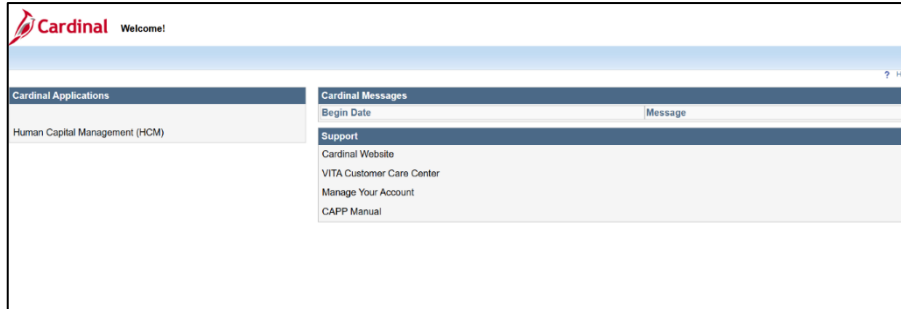 Cardinal Welcome!
?
Cardinal Applications
Human Capital Management (HCM)
Cardinal Messages
Begin Date Message
Support
Cardinal Website
VITA Customer Care Center
Manage Your Account
CAPP Manual